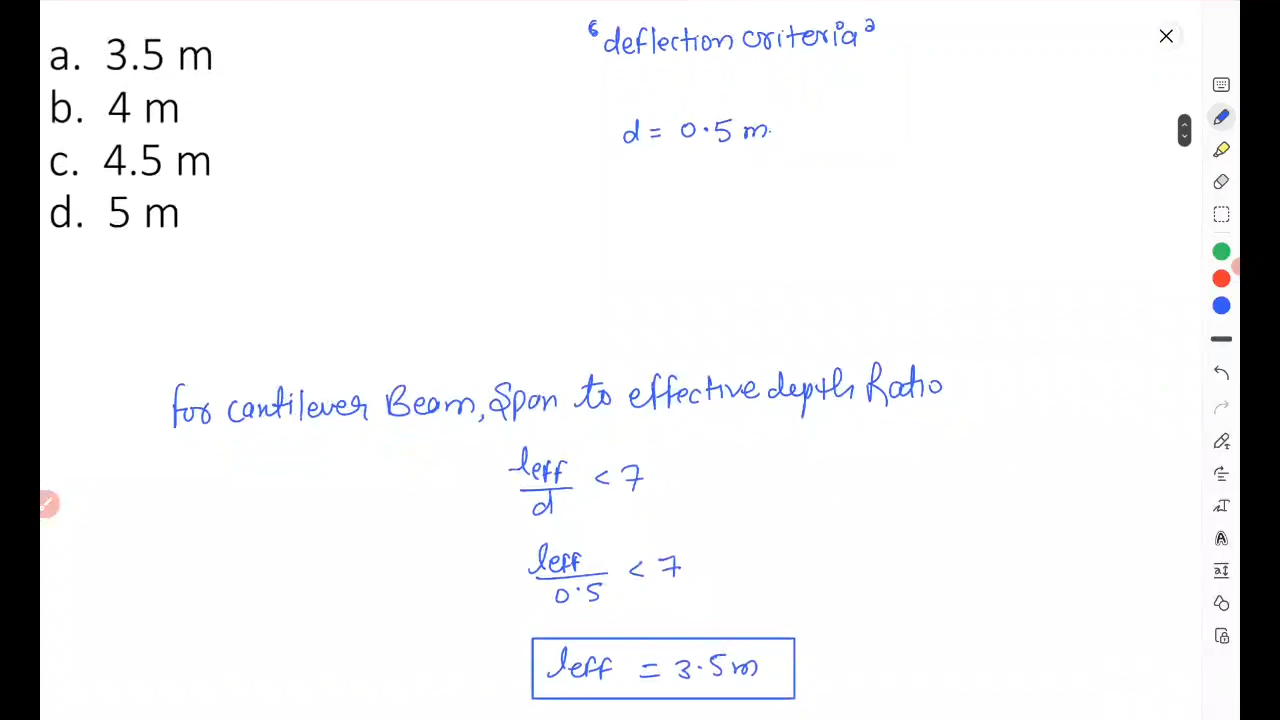 a. 3.5 m
b. 4 m
c. 4.5 m
d. 5 m
"deflection criteria"
d = 0.5 m
for cantilever Beam, Span to effective depth Ratio
leff / d < 7
leff / 0.5 < 7
leff = 3.5m